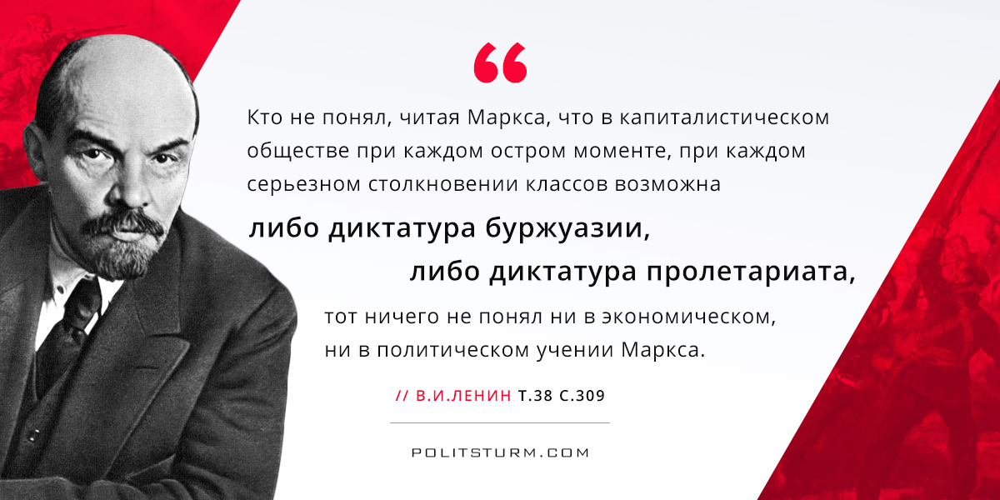 Кто не понял, читая Маркса, что в капиталистическом
обществе при каждом остром моменте, при каждом
серьезном столкновении классов возможна
либо диктатура буржуазии,
либо диктатура пролетариата,
тот ничего не понял ни в экономическом,
ни в политическом учении Маркса.
// В.И.ЛЕНИН Т.38 С.309
POLITSTURM.COM